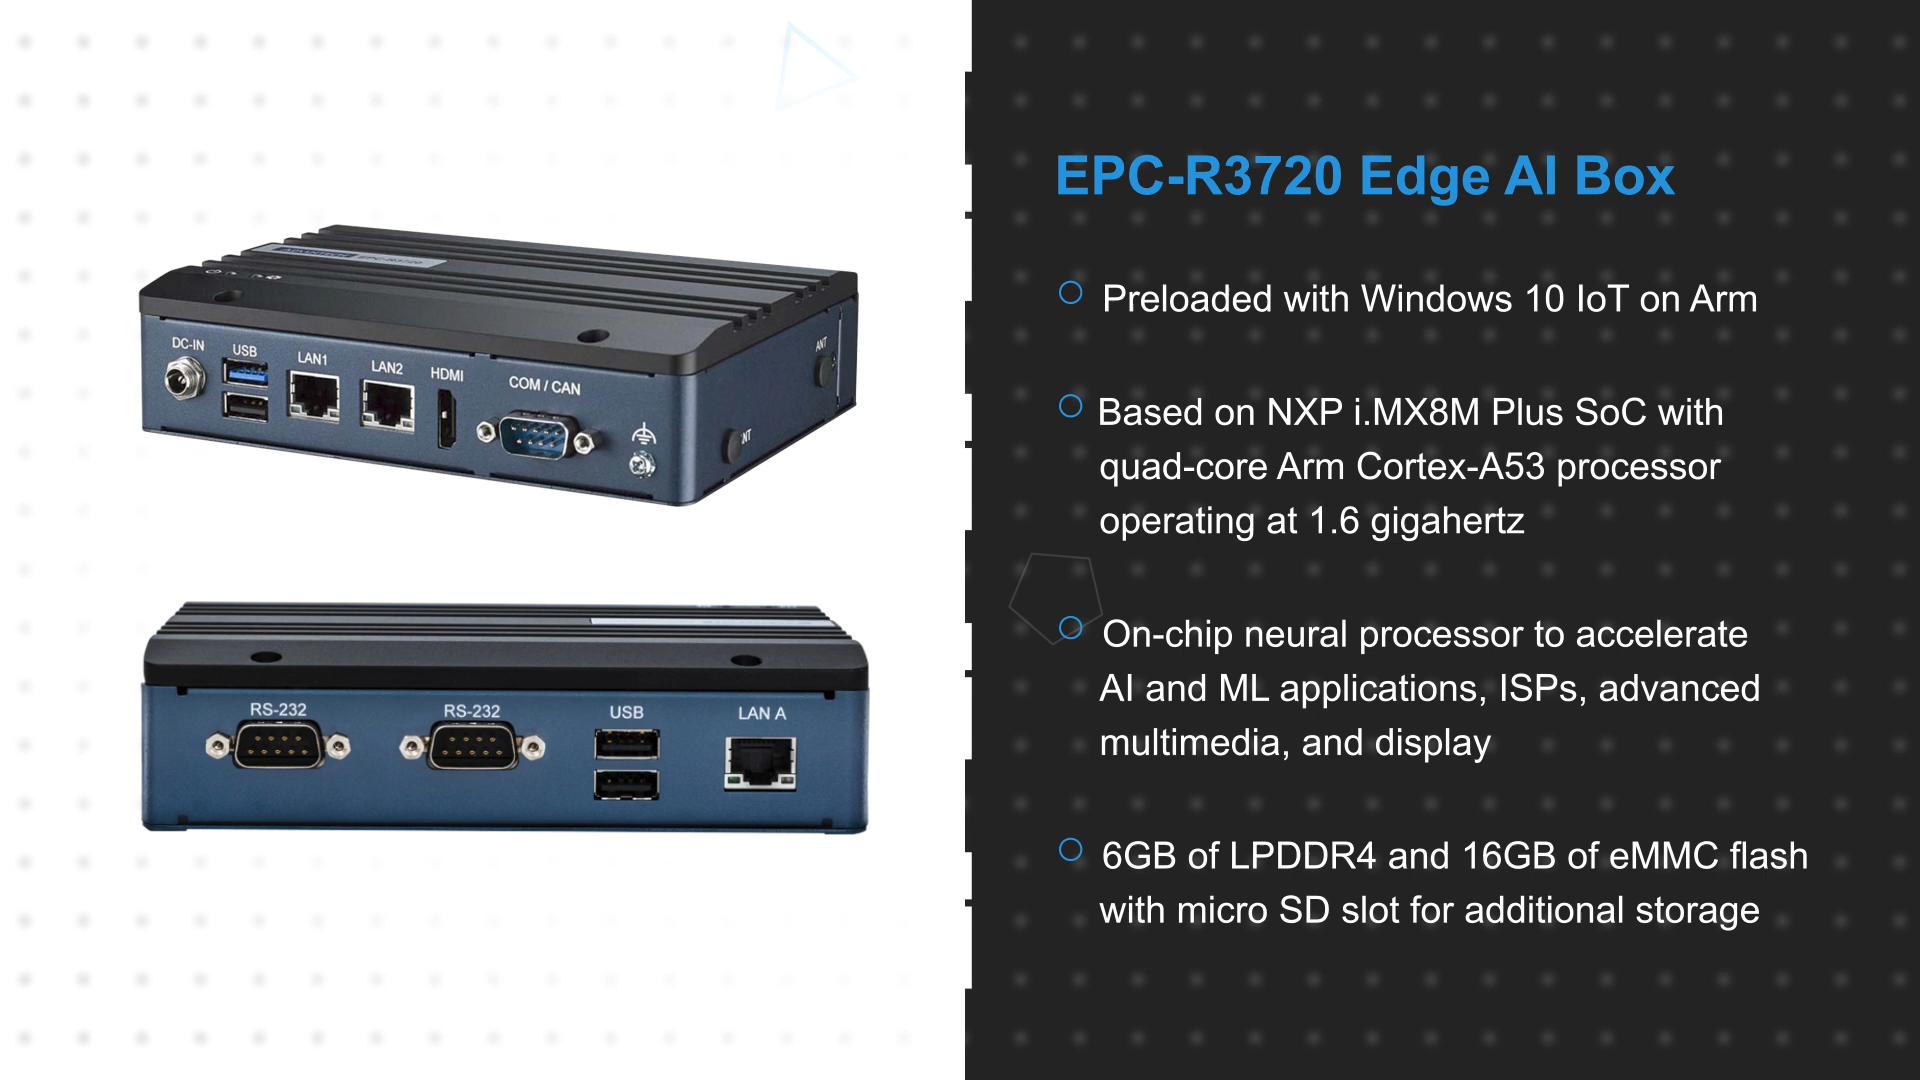 EPC-R3720
DC-IN
USB
LAN1
LAN2
HDMI
COM / CAN
ANT
NT
RS-232
RS-232
USB
LAN A
EPC-R3720 Edge AI Box
Preloaded with Windows 10 IoT on Arm
Based on NXP i.MX8M Plus SoC with
quad-core Arm Cortex-A53 processor
operating at 1.6 gigahertz
On-chip neural processor to accelerate
AI and ML applications, ISPs, advanced
multimedia, and display
6GB of LPDDR4 and 16GB of eMMC flash
with micro SD slot for additional storage